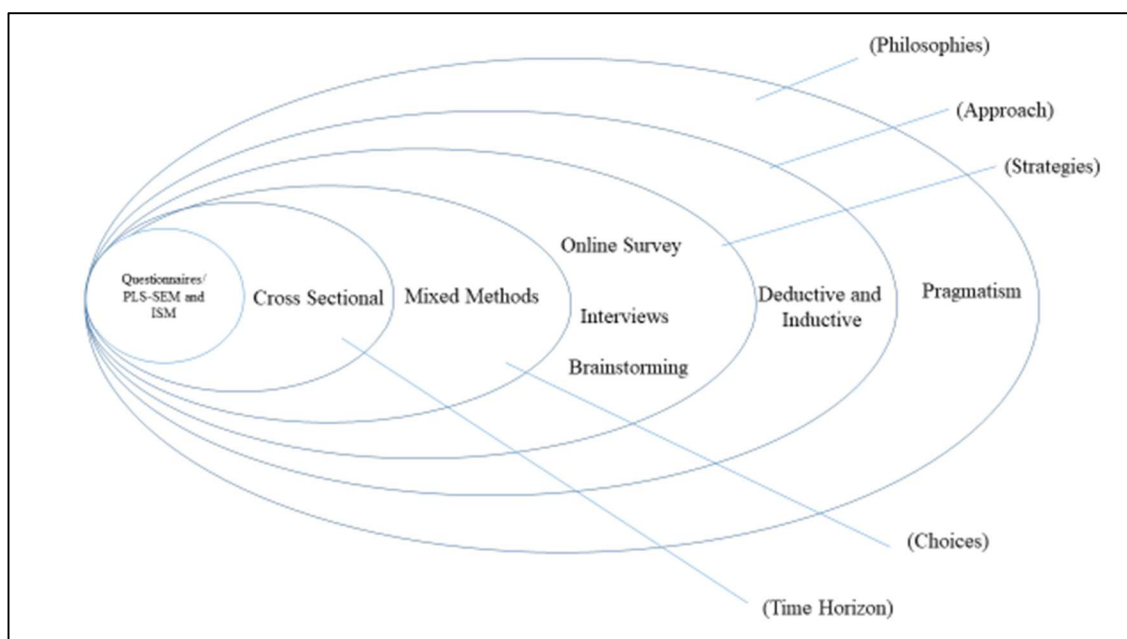 (Philosophies)
(Approach)
(Strategies)
Online Survey
Questionnaires/
PLS-SEM and
ISM
Cross Sectional
Mixed Methods
Interviews
Brainstorming
Deductive and
Inductive
Pragmatism
(Choices)
(Time Horizon)